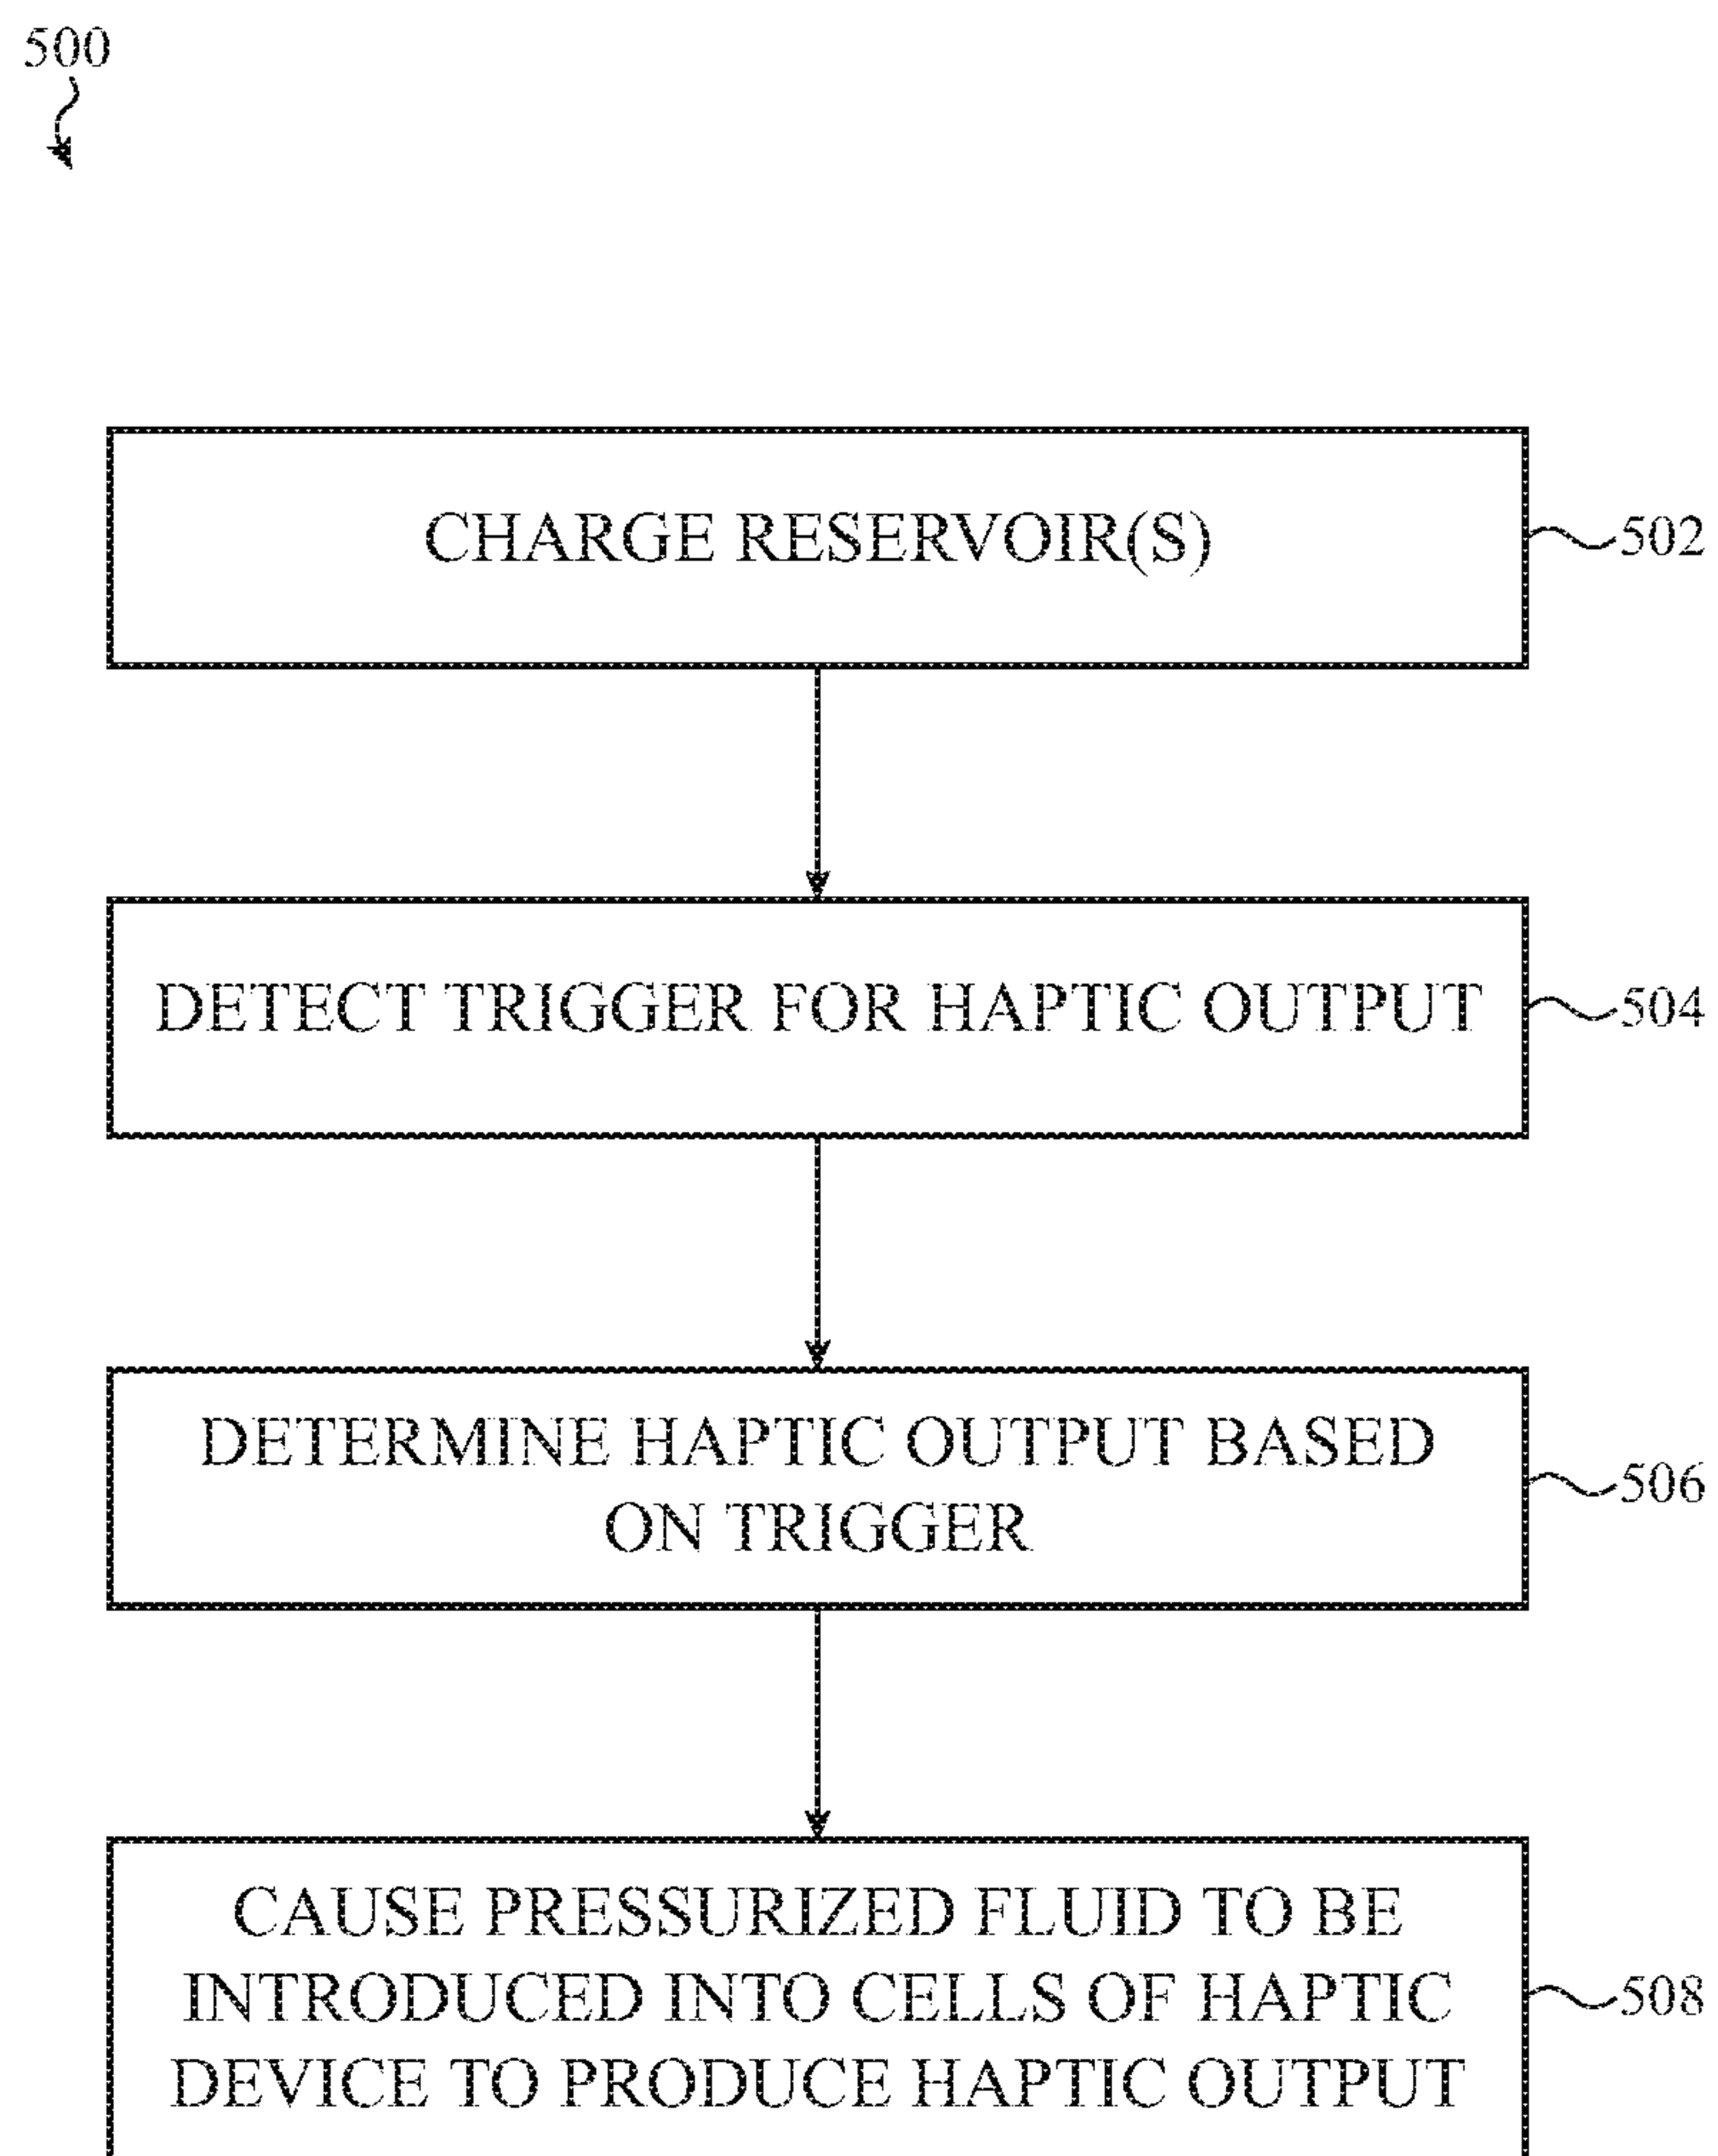 500
CHARGE RESERVOIR(S)
502
DETECT TRIGGER FOR HAPTIC OUTPUT
504
DETERMINE HAPTIC OUTPUT BASED
ON TRIGGER
506
CAUSE PRESSURIZED FLUID TO BE
INTRODUCED INTO CELLS OF HAPTIC
DEVICE TO PRODUCE HAPTIC OUTPUT
508